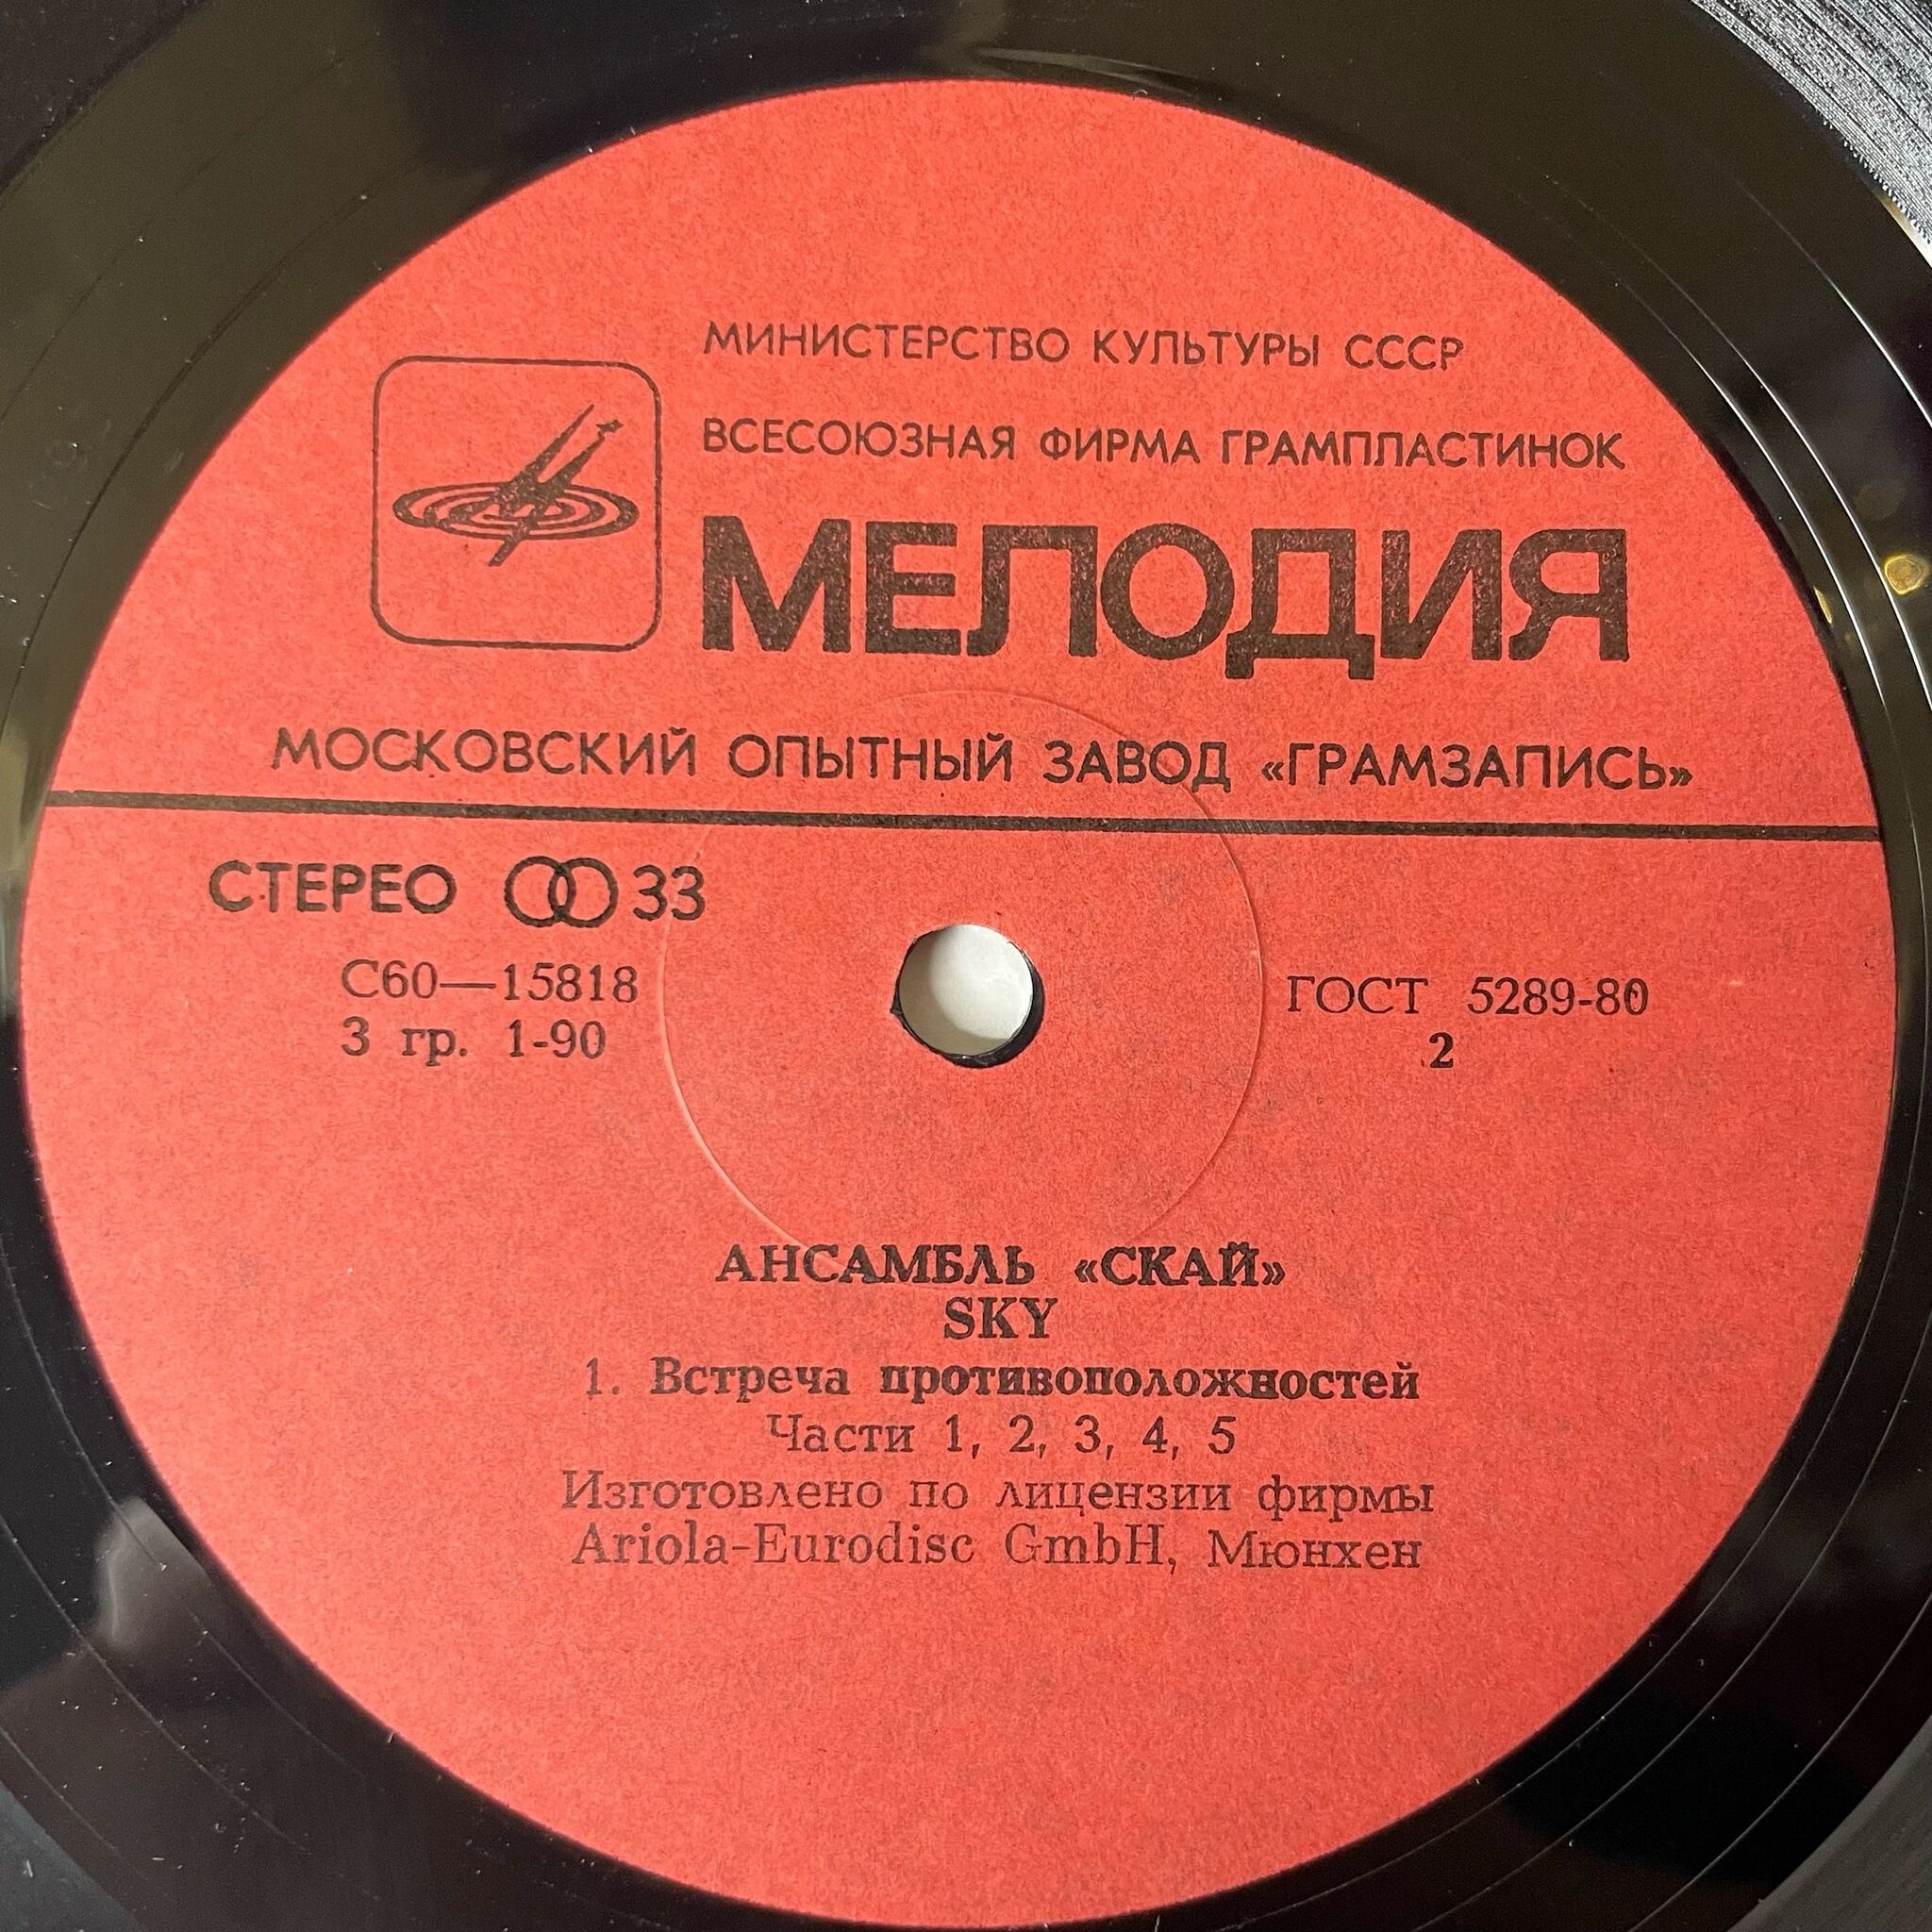 МИНИСТЕРСТВО КУЛЬТУРЫ СССР
ВСЕСОЮЗНАЯ ФИРМА ГРАМПЛАСТИНОК
МЕЛОДИЯ
МОСКОВСКИЙ ОПЫТНЫЙ ЗАВОД «ГРАМЗАПИСЬ»
СТЕРЕО 33
С60—15818
ГОСТ 5289-80
3 гр. 1-90
2
АНСАМБЛЬ «СКАЙ»
SKY
1. Встреча противоположностей
Части 1, 2, 3, 4, 5
Изготовлено по лицензии фирмы
Ariola-Eurodisc GmbH, Мюнхен